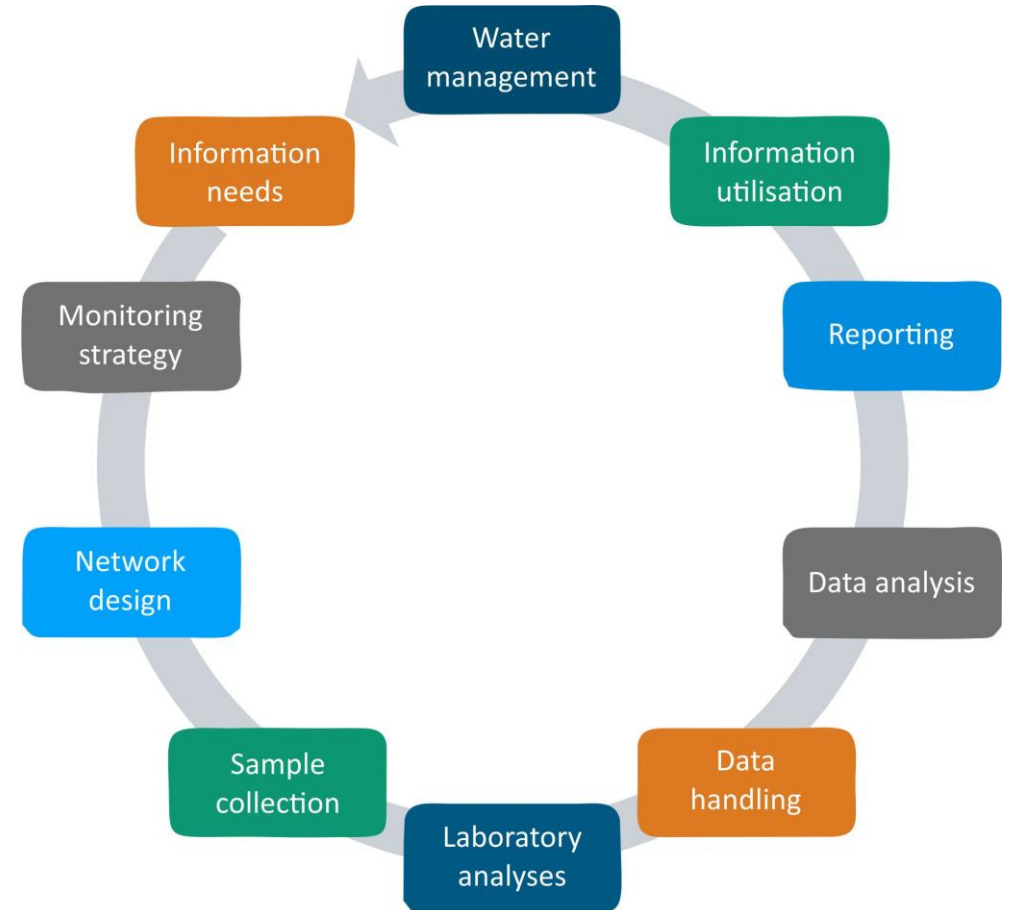 Water
management
Information
needs
Information
utilisation
Monitoring
strategy
Reporting
Network
design
Data analysis
Sample
collection
Data
handling
Laboratory
analyses